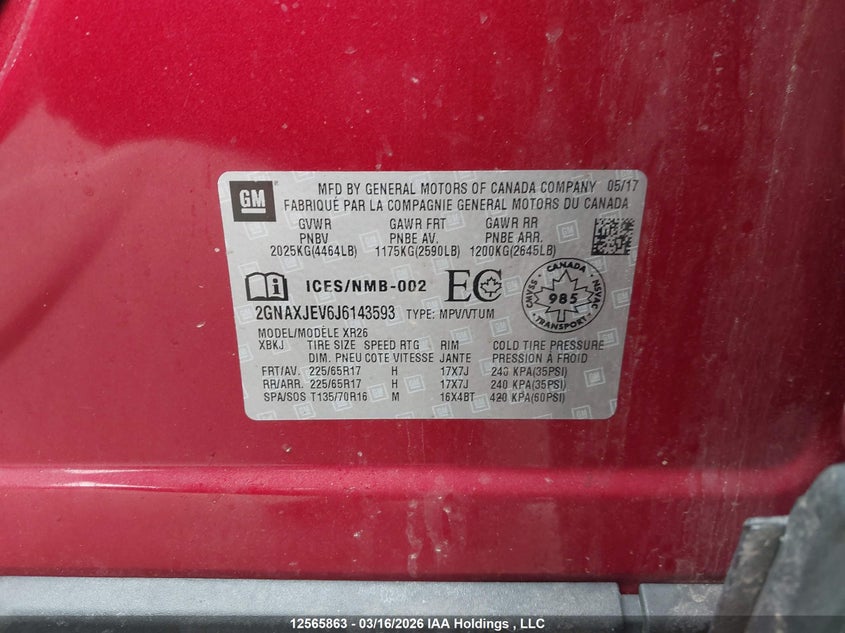 GM
MFD BY GENERAL MOTORS OF CANADA COMPANY 05/17
FABRIQUÉ PAR LA COMPAGNIE GENERAL MOTORS DU CANADA
GVWR GAWR FRT GAWR RR
PNBV PNBE AV. PNBE ARR.
2025KG(4464LB) 1175KG(2590LB) 1200KG(2645LB)
ICES/NMB-002 EC
CANADA
CMVSS 985 NSVAC
TRANSPORT
2GNAXJEV6J6143593 TYPE: MPV/VTUM
MODEL/MODÈLE XR26
XBKJ TIRE SIZE SPEED RTG RIM COLD TIRE PRESSURE
DIM. PNEU COTE VITESSE JANTE PRESSION À FROID
FRT/AV. 225/65R17 H 17X7J 240 KPA(35PSI)
RR/ARR. 225/65R17 H 17X7J 240 KPA(35PSI)
SPA/SOS T135/70R16 M 16X4BT 420 KPA(60PSI)
12565863 - 03/16/2026 IAA Holdings , LLC